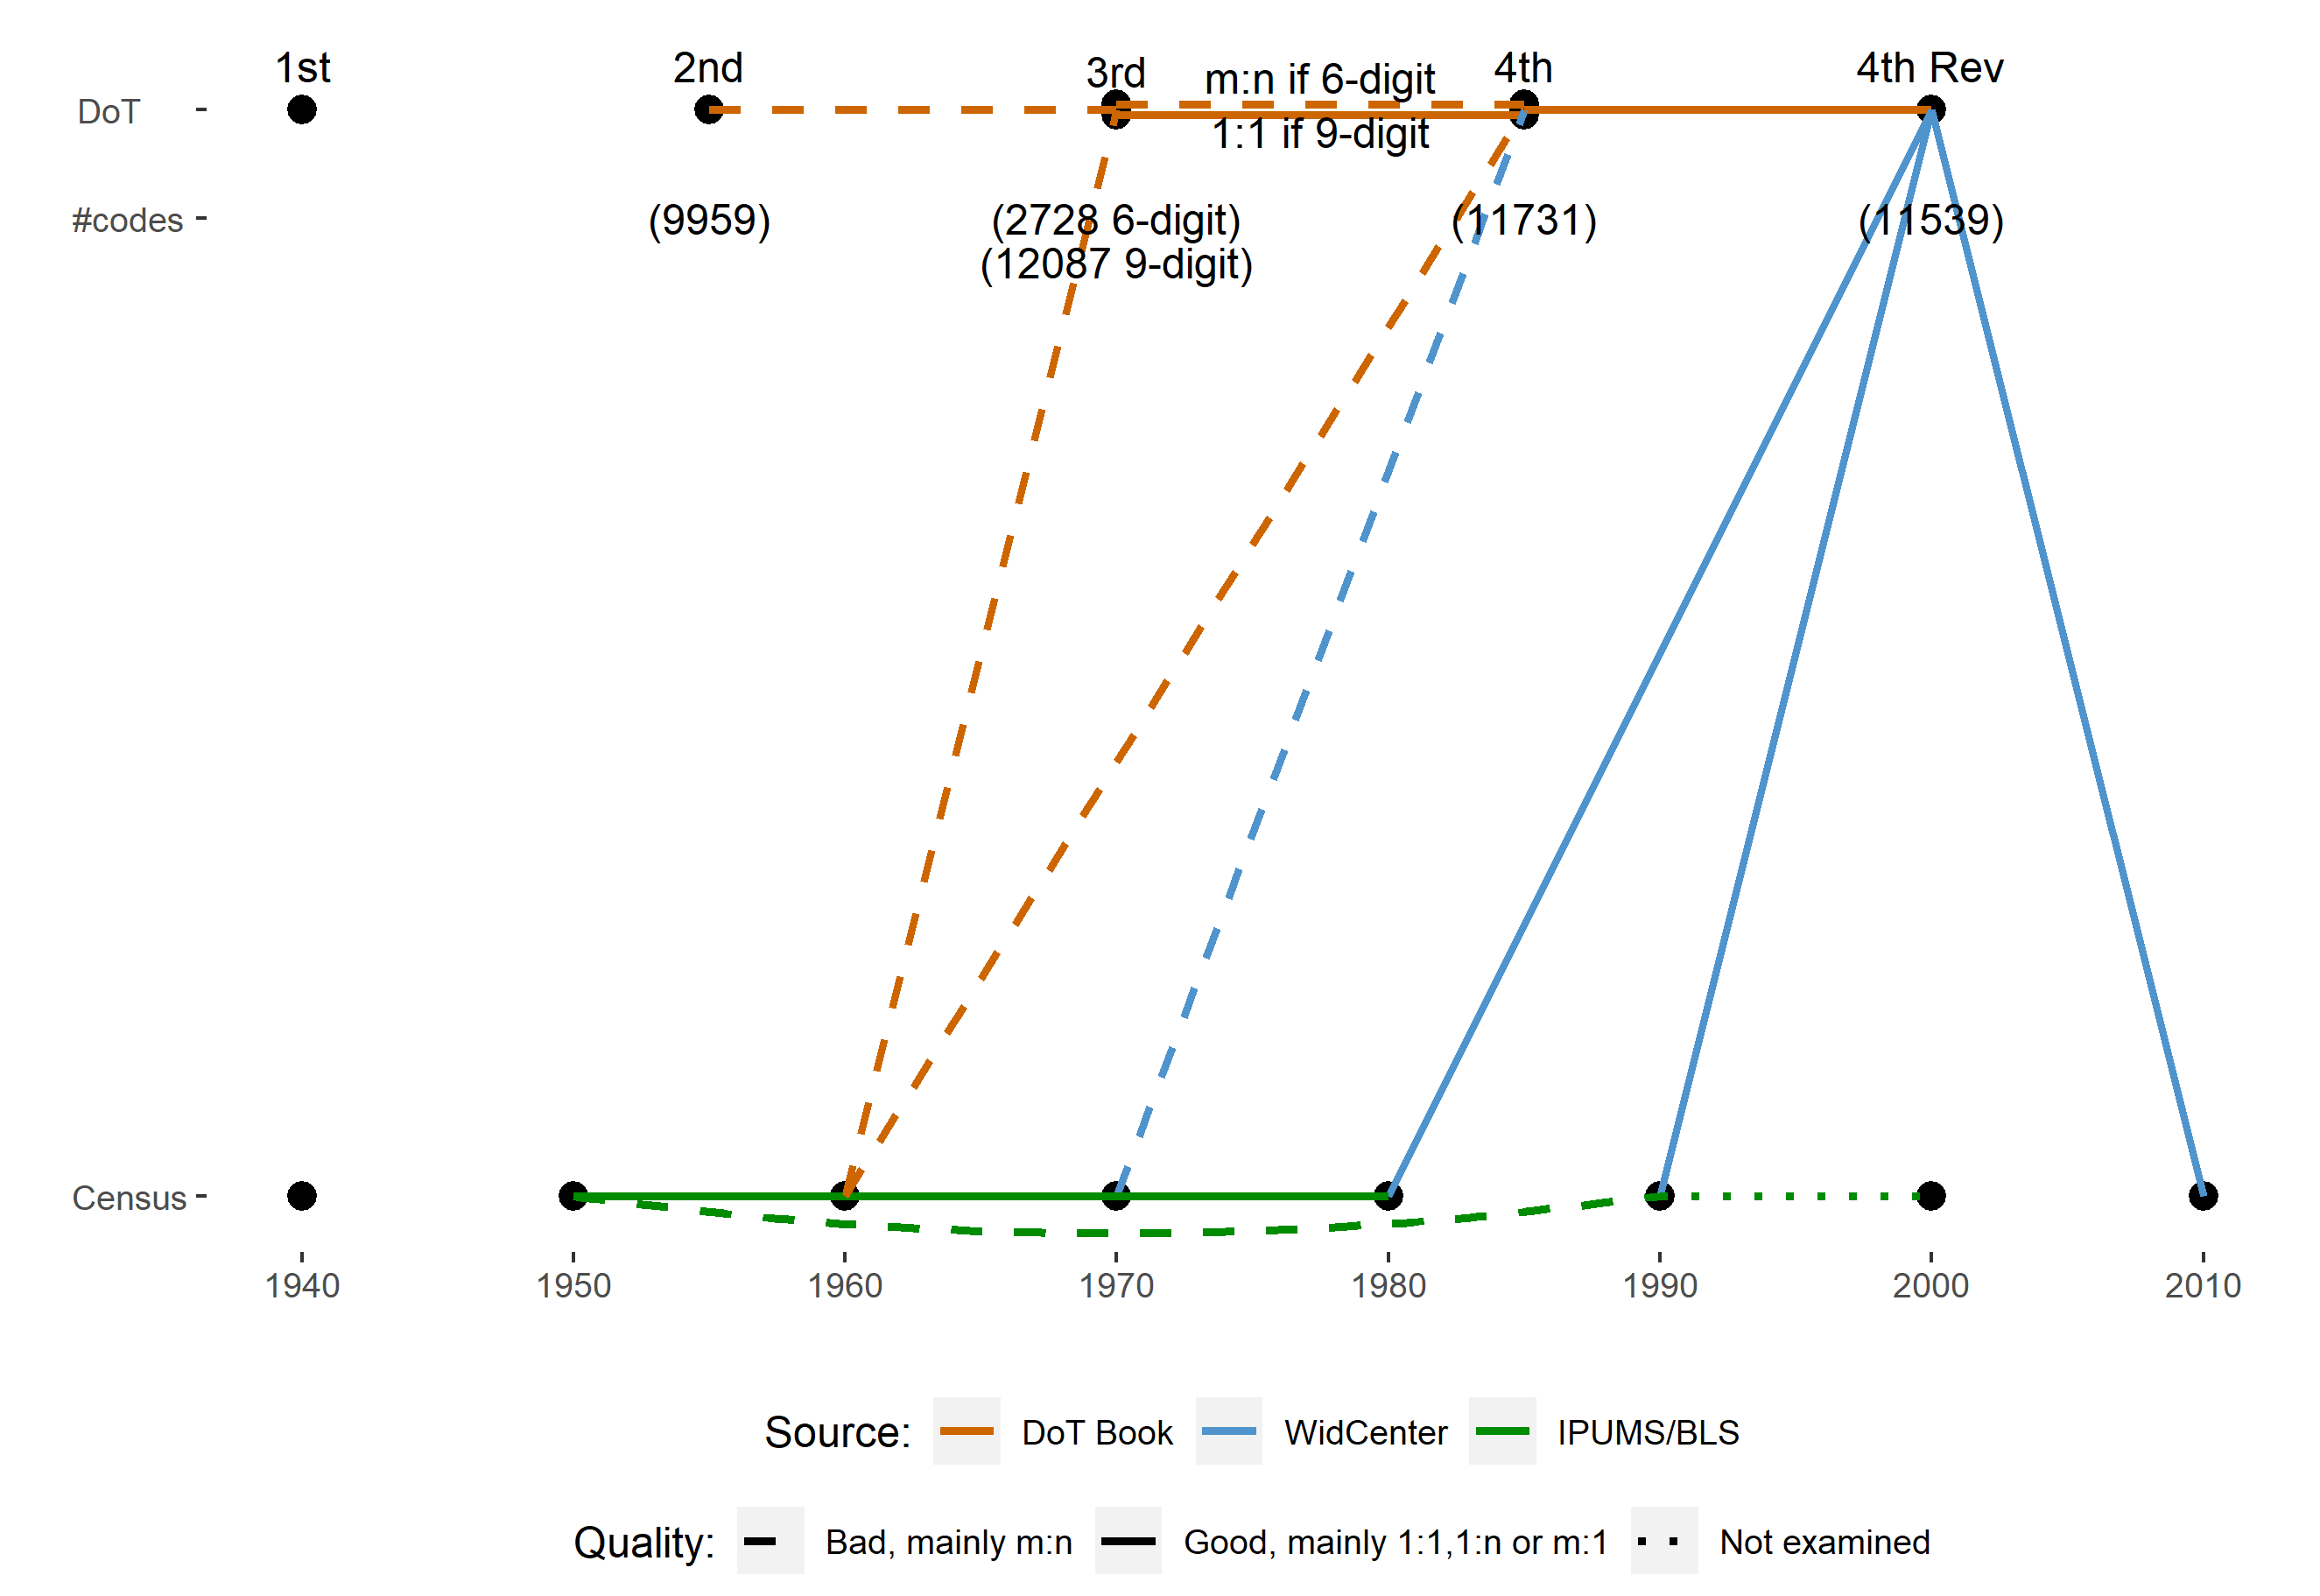 1st
2nd
3rd
m:n if 6-digit
4th
4th Rev
DoT
1:1 if 9-digit
#codes
(9959)
(2728 6-digit)
(11731)
(11539)
(12087 9-digit)
Census
1940
1950
1960
1970
1980
1990
2000
2010
Source:
DoT Book
WidCenter
IPUMS/BLS
Quality:
Bad, mainly m:n
Good, mainly 1:1,1:n or m:1
Not examined